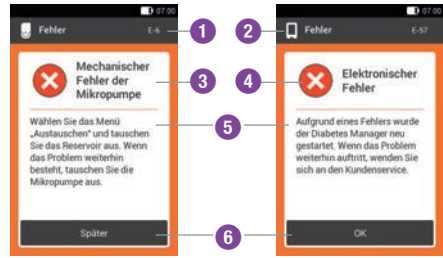 07:00
Fehler
E-6
Mechanischer
Fehler der
Mikropumpe
Wählen Sie das Menü
„Austauschen“ und tauschen
Sie das Reservoir aus. Wenn
das Problem weiterhin
besteht, tauschen Sie die
Mikropumpe aus.
Später
1
2
3
4
5
6
07:00
Fehler
E-57
Elektronischer
Fehler
Aufgrund eines Fehlers wurde
der Diabetes Manager neu
gestartet. Wenn das Problem
weiterhin auftritt, wenden Sie
sich an den Kundenservice.
OK